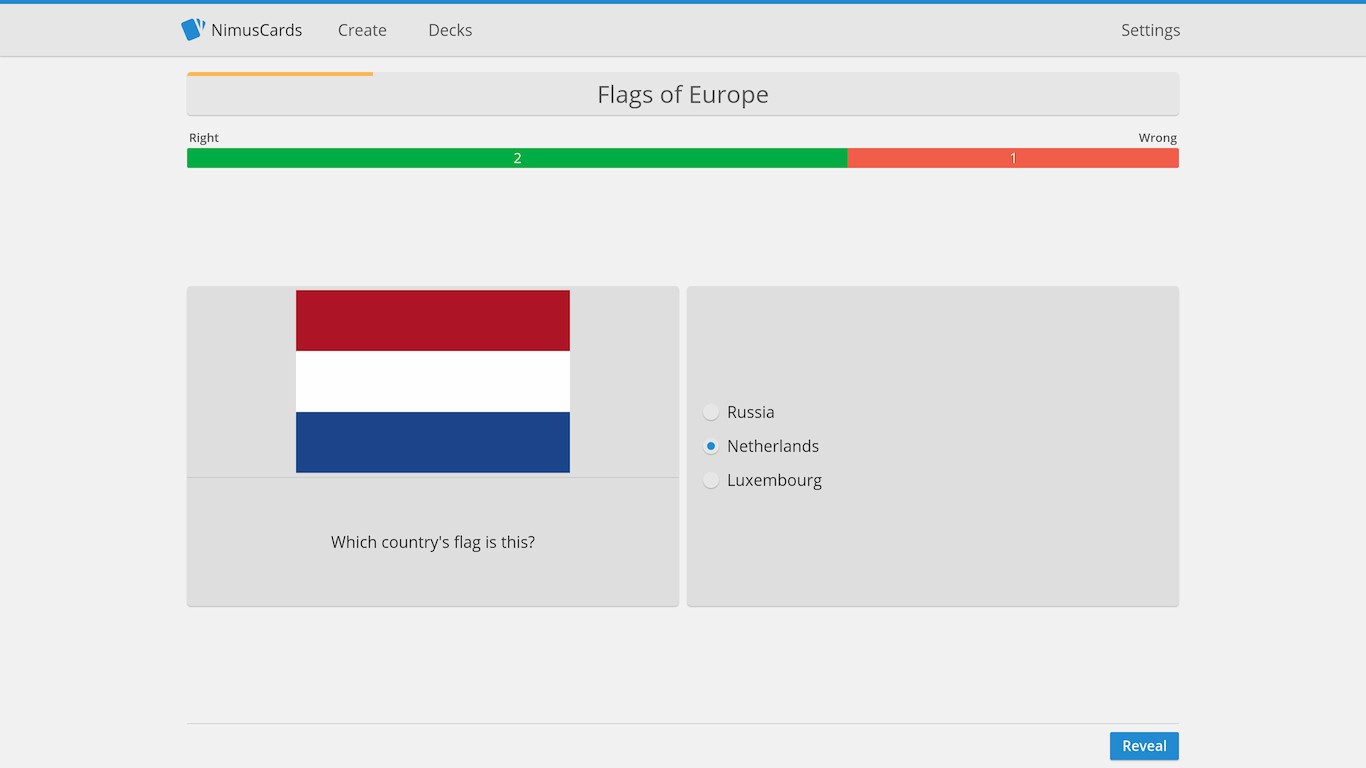 NimusCards Create Decks Settings
Flags of Europe
Right Wrong
2 1
Russia
Netherlands
Luxembourg
Which country's flag is this?
Reveal